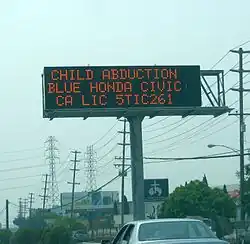 CHILD ABDUCTION
BLUE HONDA CIVIC
CA LIC 5TIC261